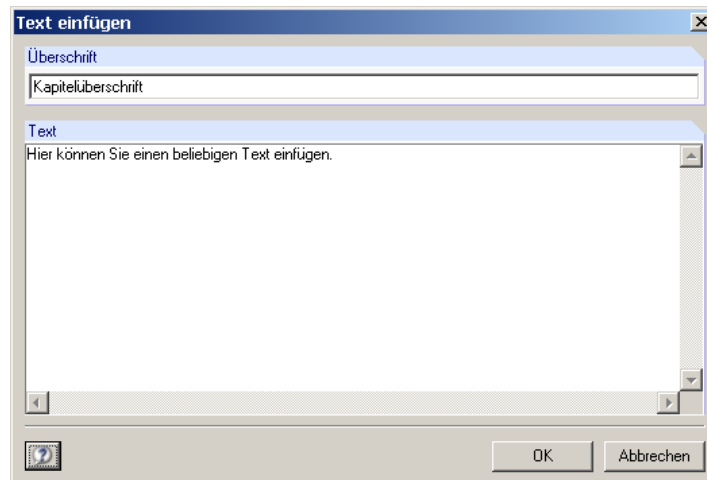 Text einfügen
Überschrift
Kapitelüberschrift
Text
Hier können Sie einen beliebigen Text einfügen.
OK Abbrechen